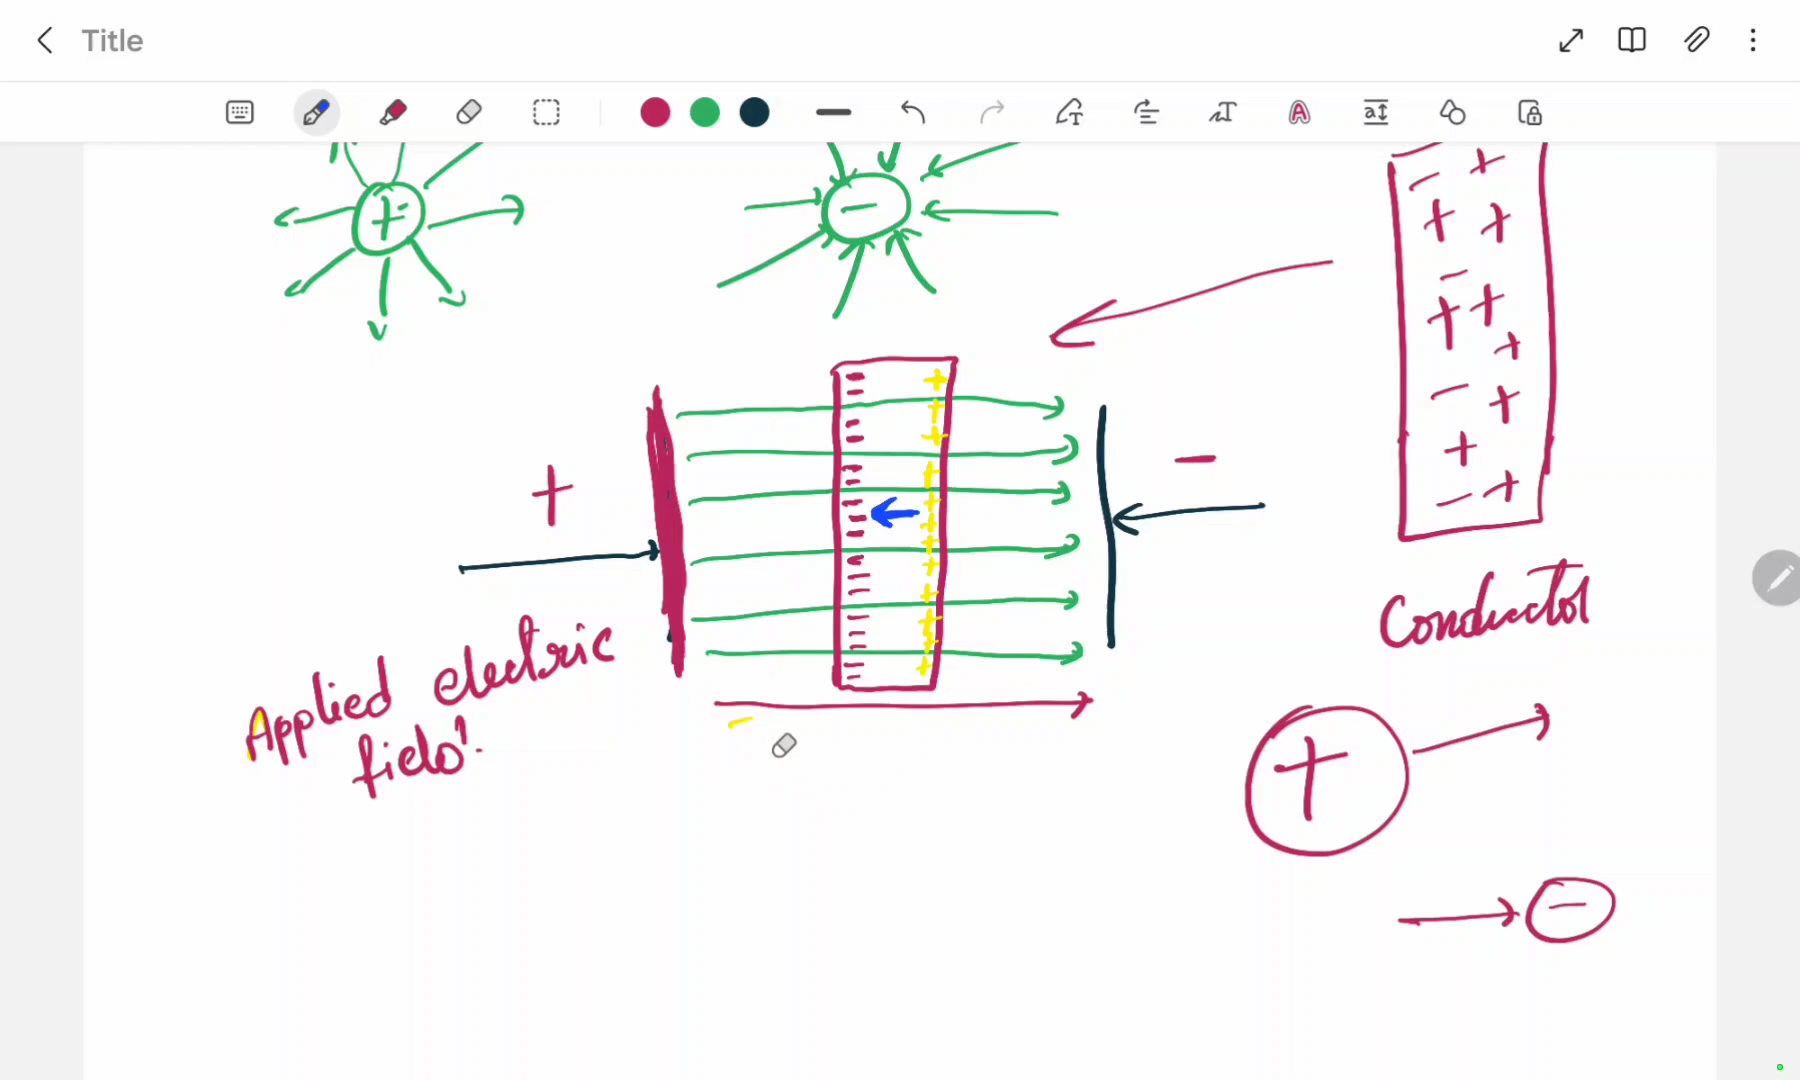 Title
+
−
+
−
Conductor
Applied electric
field.
+
−